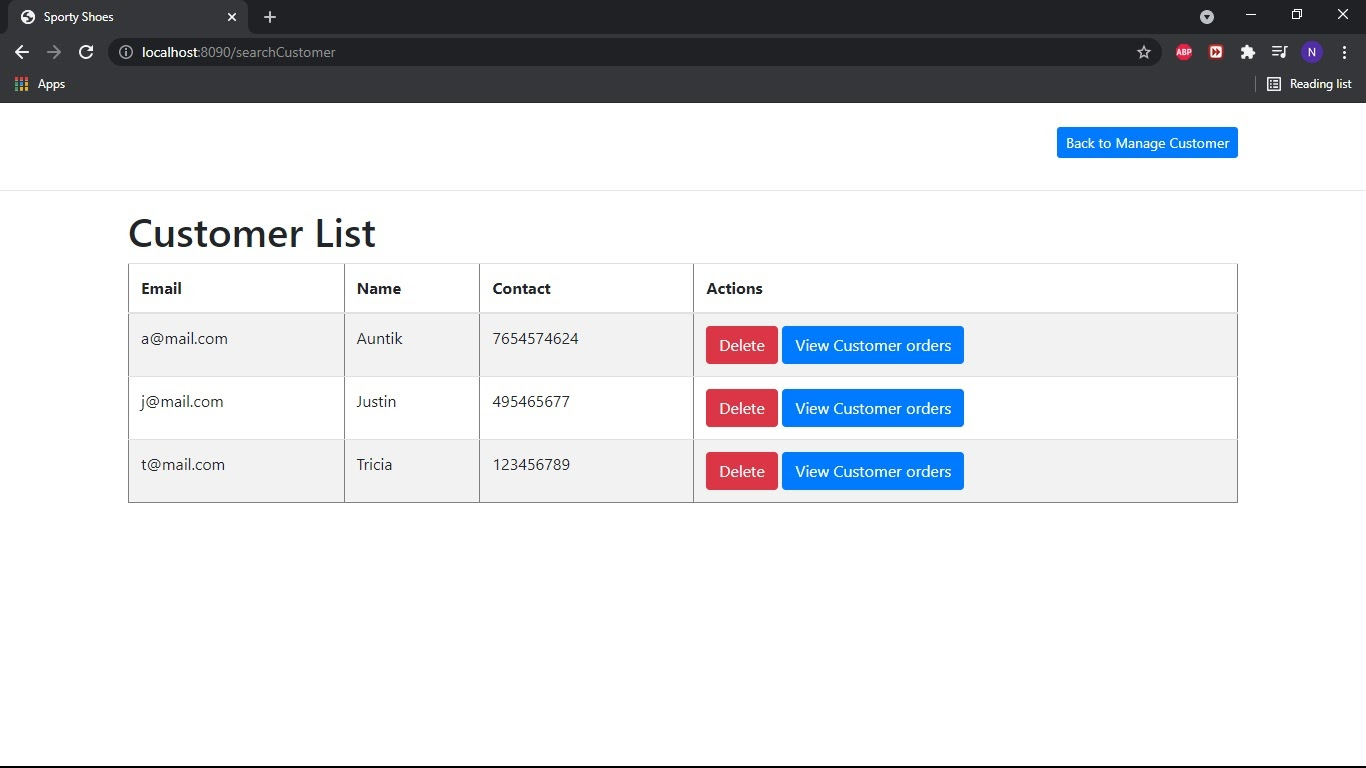 Sporty Shoes
localhost:8090/searchCustomer
ABP
N
Apps
Reading list
Back to Manage Customer
Customer List
Email Name Contact Actions
a@mail.com Auntik 7654574624 Delete View Customer orders
j@mail.com Justin 495465677 Delete View Customer orders
t@mail.com Tricia 123456789 Delete View Customer orders